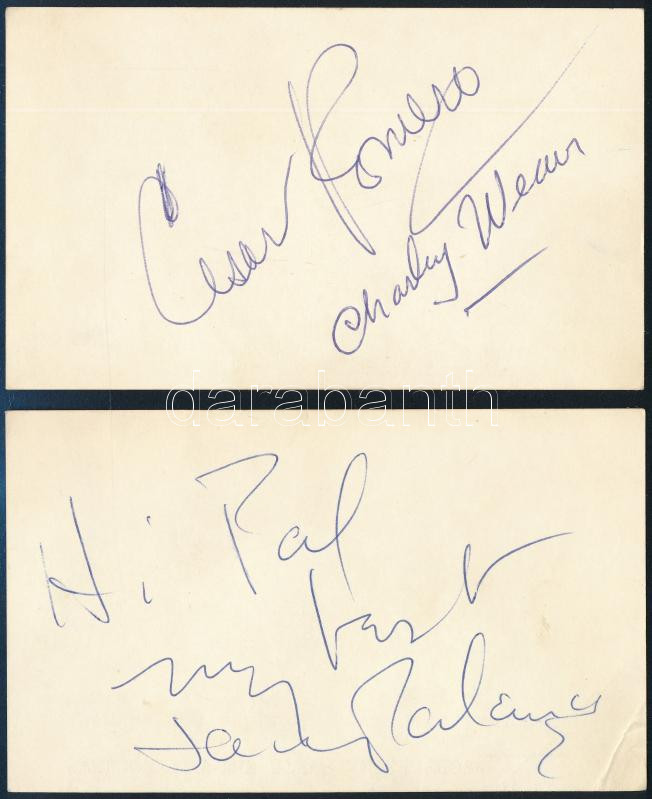 Cesar Romero
Charley Weaver
darabanth
Hi Pal
my best
Jack Palance